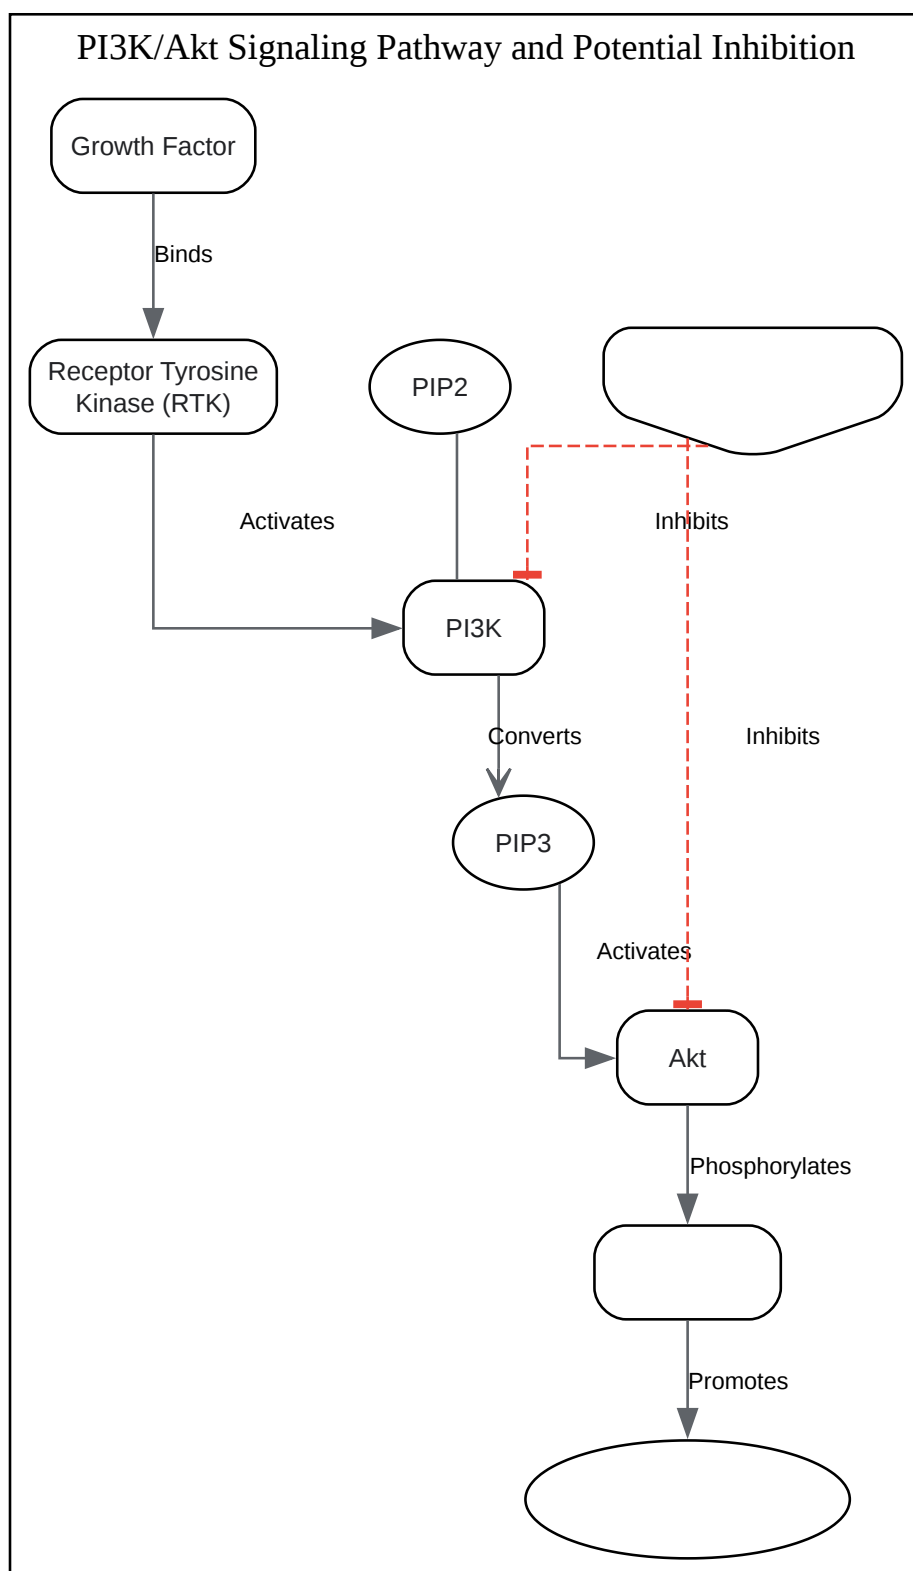 PI3K/Akt Signaling Pathway and Potential Inhibition
Growth Factor
Binds
Receptor Tyrosine
Kinase (RTK)
PIP2
Activates
Inhibits
PI3K
Converts
Inhibits
PIP3
Activates
Akt
Phosphorylates
Promotes